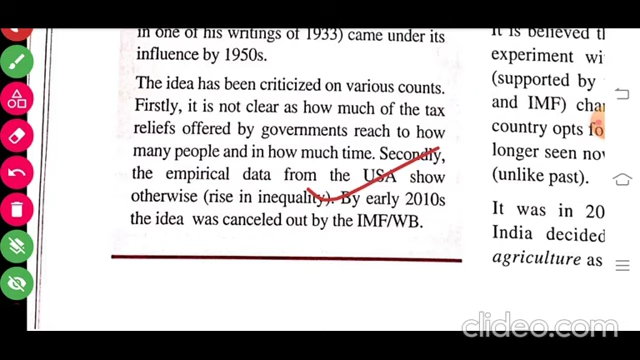 in one of his writings of 1933) came under its
influence by 1950s.
The idea has been criticized on various counts.
Firstly, it is not clear as how much of the tax
reliefs offered by governments reach to how
many people and in how much time. Secondly,
the empirical data from the USA show
otherwise (rise in inequality). By early 2010s
the idea was canceled out by the IMF/WB.
It is believed
experiment
(supported by
and IMF)
country opts
longer seen
(unlike past).
It was in 20
India decided
agriculture as
clideo.com